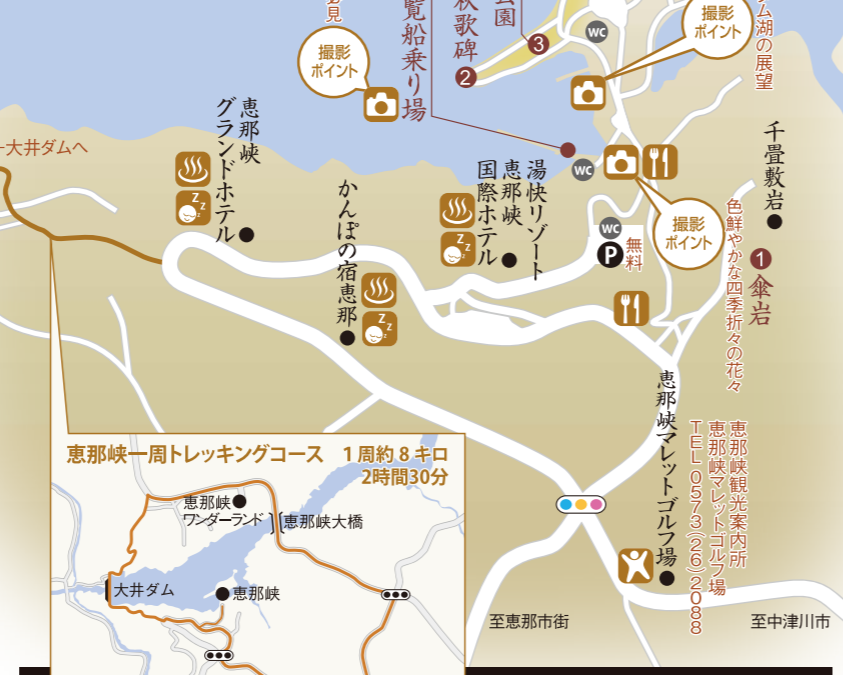 必見
覧船乗り場
秋歌碑
2
公園
3
WC
撮影
ポイント
ム湖の展望
撮影
ポイント
大井ダムへ
恵那峡
グランドホテル
かんぽの宿恵那
湯快リゾート
恵那峡
国際ホテル
WC
WC
P
無料
撮影
ポイント
千畳敷岩
1 傘岩
色鮮やかな四季折々の花々
恵那峡マレットゴルフ場
恵那峡観光案内所
恵那峡マレットゴルフ場
TEL 0573(26)2088
至恵那市街
至中津川市
恵那峡一周トレッキングコース 1周約8キロ
2時間30分
恵那峡
ワンダーランド
恵那峡大橋
大井ダム
恵那峡